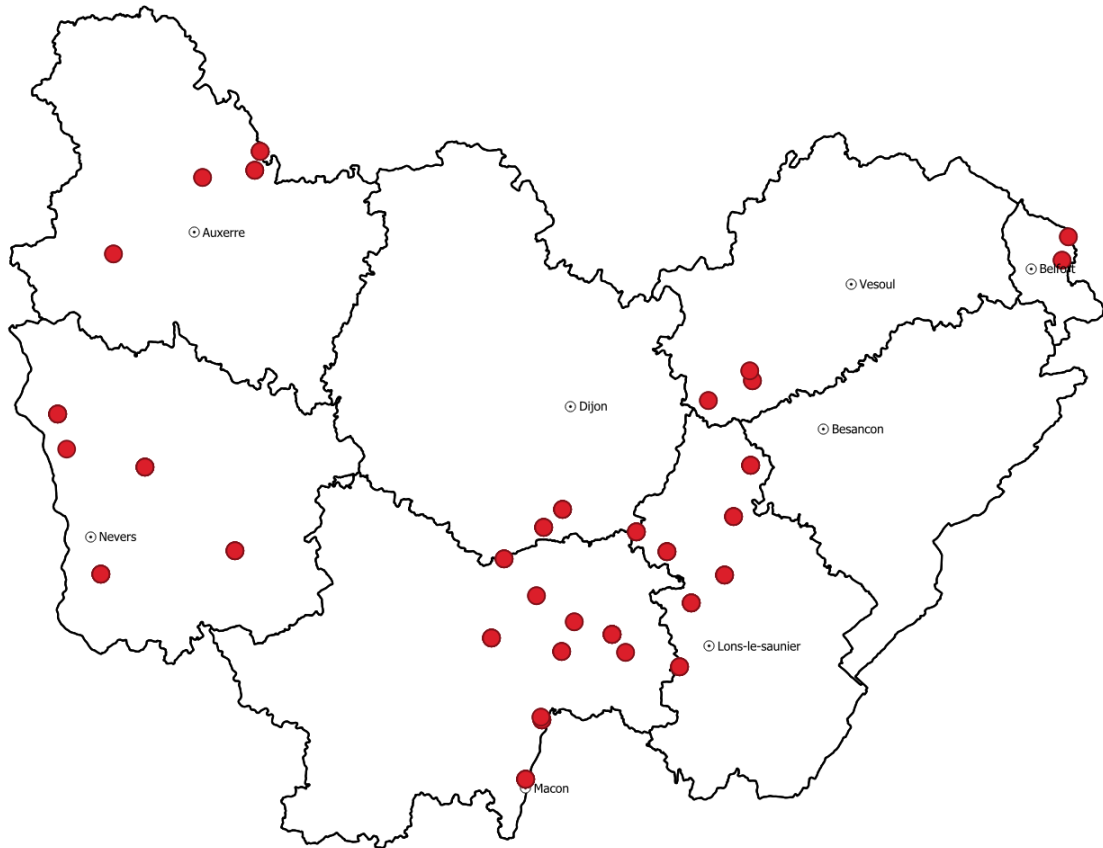 Auxerre
Belfort
Vesoul
Dijon
Besancon
Nevers
Lons-le-saunier
Macon